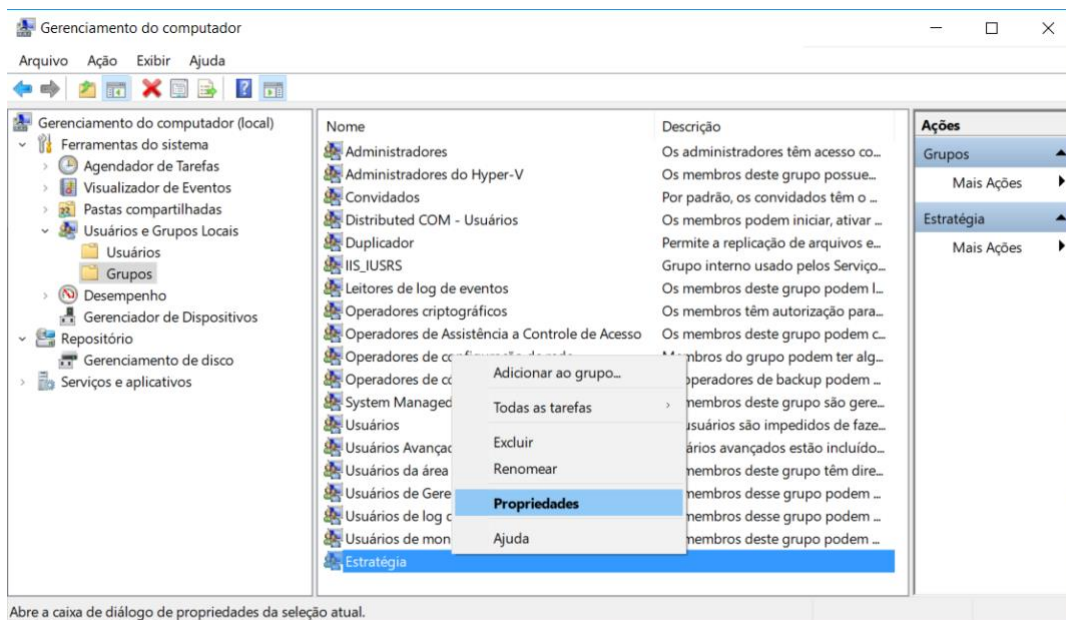 Gerenciamento do computador
Arquivo Ação Exibir Ajuda
Gerenciamento do computador (local)
Ferramentas do sistema
Agendador de Tarefas
Visualizador de Eventos
Pastas compartilhadas
Usuários e Grupos Locais
Usuários
Grupos
Desempenho
Gerenciador de Dispositivos
Repositório
Gerenciamento de disco
Serviços e aplicativos
Nome Descrição
Administradores Os administradores têm acesso co...
Administradores do Hyper-V Os membros deste grupo possue...
Convidados Por padrão, os convidados têm o ...
Distributed COM - Usuários Os membros podem iniciar, ativar ...
Duplicador Permite a replicação de arquivos e...
IIS_IUSRS Grupo interno usado pelos Serviço...
Leitores de log de eventos Os membros deste grupo podem l...
Operadores criptográficos Os membros têm autorização para...
Operadores de Assistência a Controle de Acesso Os membros deste grupo podem c...
Operadores de configuração de rede Membros do grupo podem ter alg...
Operadores de operadores de backup podem ...
System Managed membros deste grupo são gere...
Usuários usuários são impedidos de faze...
Usuários Avançad avançados estão incluído...
Usuários da área membros deste grupo têm dire...
Usuários de Gere membros desse grupo podem ...
Usuários de log membros desse grupo podem ...
Usuários de mon membros deste grupo podem ...
Estratégia
Adicionar ao grupo...
Todas as tarefas
Excluir
Renomear
Propriedades
Ajuda
Ações
Grupos
Mais Ações
Estratégia
Mais Ações
Abre a caixa de diálogo de propriedades da seleção atual.